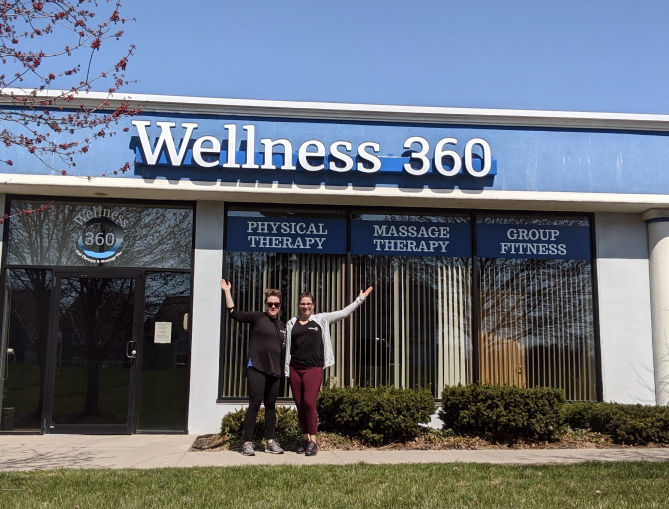 Wellness 360
PHYSICAL
THERAPY
MASSAGE
THERAPY
GROUP
FITNESS
Wellness
360